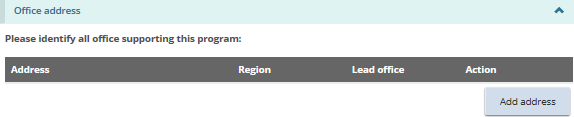 Office address
Please identify all office supporting this program:
Address Region Lead office Action
Add address